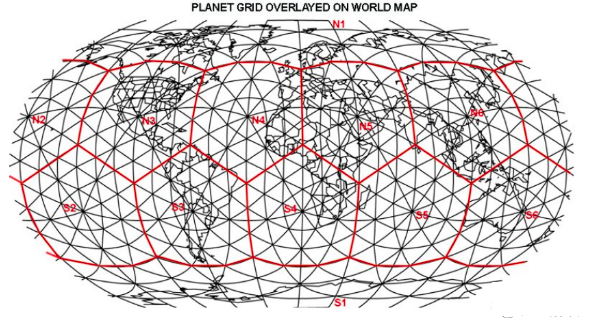 PLANET GRID OVERLAYED ON WORLD MAP
N1
N2
N3
N4
N5
N6
S2
S3
S4
S5
S6
S1